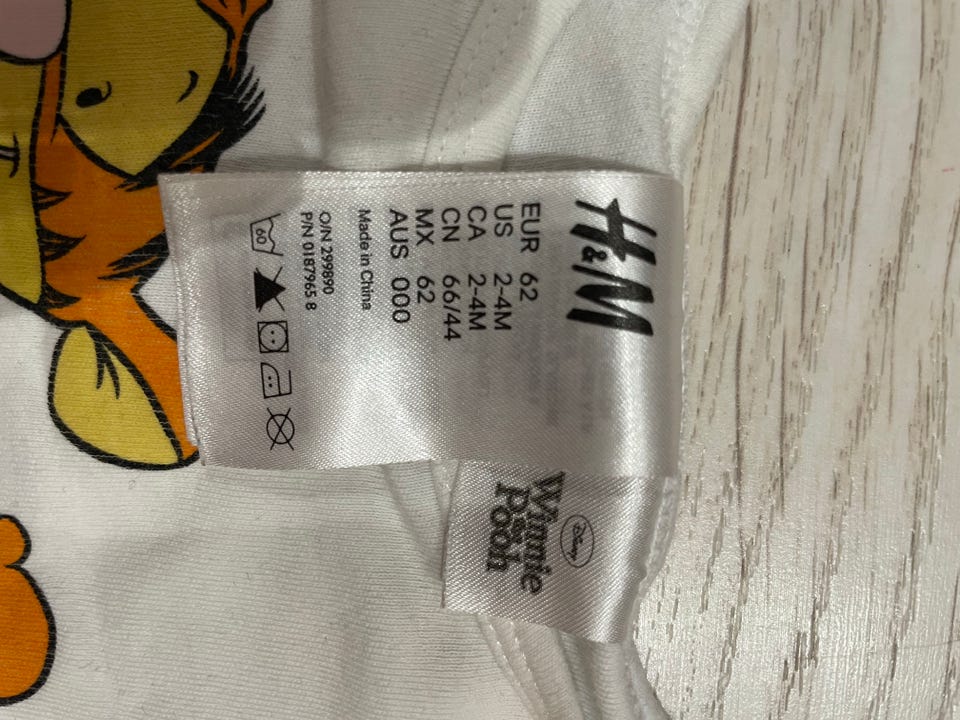 H&M
EUR 62
US 2-4M
CA 2-4M
CN 66/44
MX 62
AUS 000
Made in China
O/N 299890
P/N 0187965 8
60
Disney
Winnie
the
Pooh